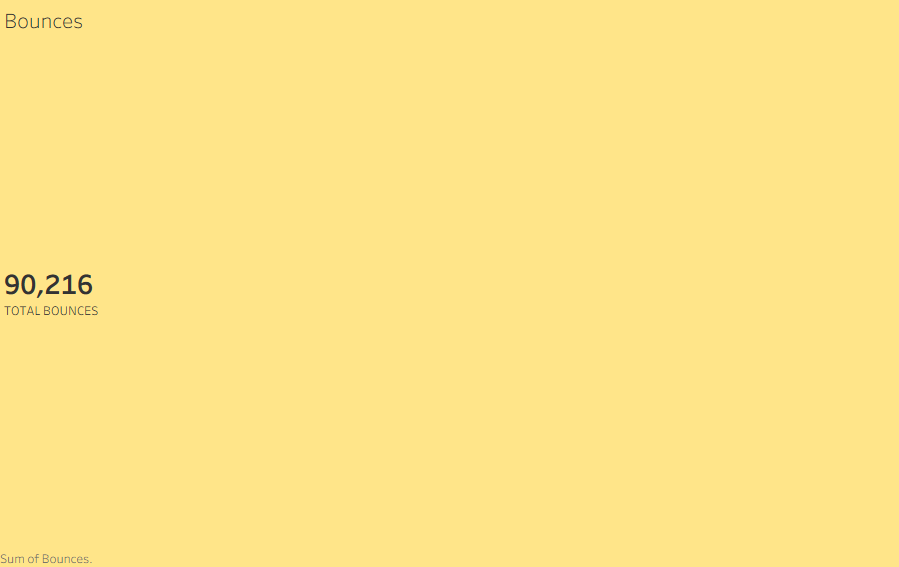 Bounces
90,216
TOTAL BOUNCES
Sum of Bounces.